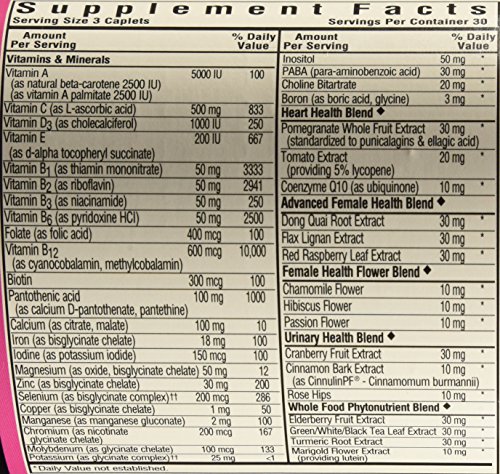 Supplement Facts
Serving Size 3 Caplets Servings Per Container 30
Amount Per Serving % Daily Value
Vitamins & Minerals
Vitamin A 5000 IU 100
(as natural beta-carotene 2500 IU)
(as vitamin A palmitate 2500 IU)
Vitamin C (as L-ascorbic acid) 500 mg 833
Vitamin D3 (as cholecalciferol) 1000 IU 250
Vitamin E 200 IU 667
(as d-alpha tocopheryl succinate)
Vitamin B1 (as thiamin mononitrate) 50 mg 3333
Vitamin B2 (as riboflavin) 50 mg 2941
Vitamin B3 (as niacinamide) 50 mg 250
Vitamin B6 (as pyridoxine HCl) 50 mg 2500
Folate (as folic acid) 400 mcg 100
Vitamin B12 600 mcg 10,000
(as cyanocobalamin, methylcobalamin)
Biotin 300 mcg 100
Pantothenic acid 100 mg 1000
(as calcium D-pantothenate, pantethine)
Calcium (as citrate, malate) 100 mg 10
Iron (as bisglycinate chelate) 18 mg 100
Iodine (as potassium iodide) 150 mcg 100
Magnesium (as oxide, bisglycinate chelate) 50 mg 12
Zinc (as bisglycinate chelate) 30 mg 200
Selenium (as bisglycinate complex)†† 200 mcg 286
Copper (as bisglycinate chelate) 1 mg 50
Manganese (as manganese gluconate) 2 mg 100
Chromium (as nicotinate 200 mcg 167
glycinate chelate)
Molybdenum (as glycinate chelate) 100 mcg 133
Potassium (as glycinate complex)†† 25 mg <1
*Daily Value not established.
Amount Per Serving % Daily Value
Inositol 50 mg *
PABA (para-aminobenzoic acid) 30 mg *
Choline Bitartrate 20 mg *
Boron (as boric acid, glycine) 3 mg *
Heart Health Blend ◆
Pomegranate Whole Fruit Extract 30 mg *
(standardized to punicalagins & ellagic acid)
Tomato Extract 20 mg *
(providing 5% lycopene)
Coenzyme Q10 (as ubiquinone) 10 mg *
Advanced Female Health Blend ◆
Dong Quai Root Extract 30 mg *
Flax Lignan Extract 30 mg *
Red Raspberry Leaf Extract 30 mg *
Female Health Flower Blend ◆
Chamomile Flower 10 mg *
Hibiscus Flower 10 mg *
Passion Flower 10 mg *
Urinary Health Blend ◆
Cranberry Fruit Extract 30 mg *
Cinnamon Bark Extract 10 mg *
(as CinnulinPF® - Cinnamomum burmannii)
Rose Hips 10 mg *
Whole Food Phytonutrient Blend ◆
Elderberry Fruit Extract 30 mg *
Green/White/Black Tea Leaf Extract 30 mg *
Turmeric Root Extract 30 mg *
Marigold Flower Extract 10 mg *
(providing lutein)